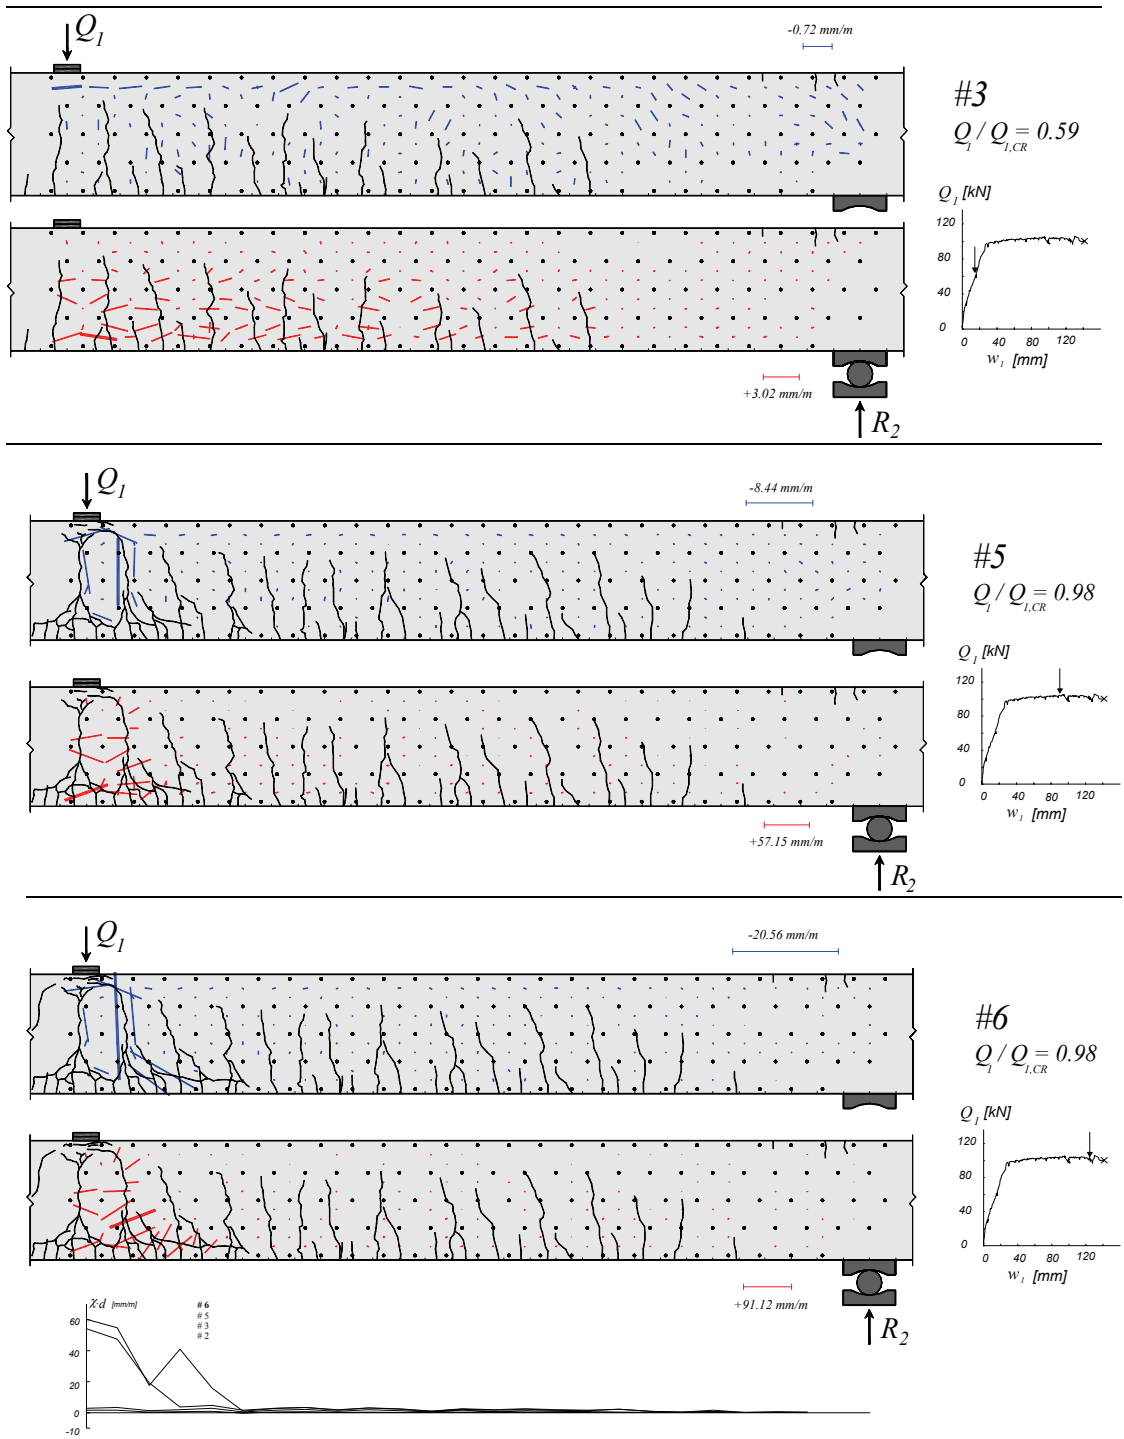 Q1
-0.72 mm/m
#3
Q1 / Q1,CR = 0.59
Q1 [kN]
120
80
40
0
0 40 80 120
w1 [mm]
+3.02 mm/m
R2
Q1
-8.44 mm/m
#5
Q1 / Q1,CR = 0.98
Q1 [kN]
120
80
40
0
0 40 80 120
w1 [mm]
+57.15 mm/m
R2
Q1
-20.56 mm/m
#6
Q1 / Q1,CR = 0.98
Q1 [kN]
120
80
40
0
0 40 80 120
w1 [mm]
+91.12 mm/m
R2
χ·d [mm/m]
# 6
# 5
# 3
# 2
60
40
20
0
-10